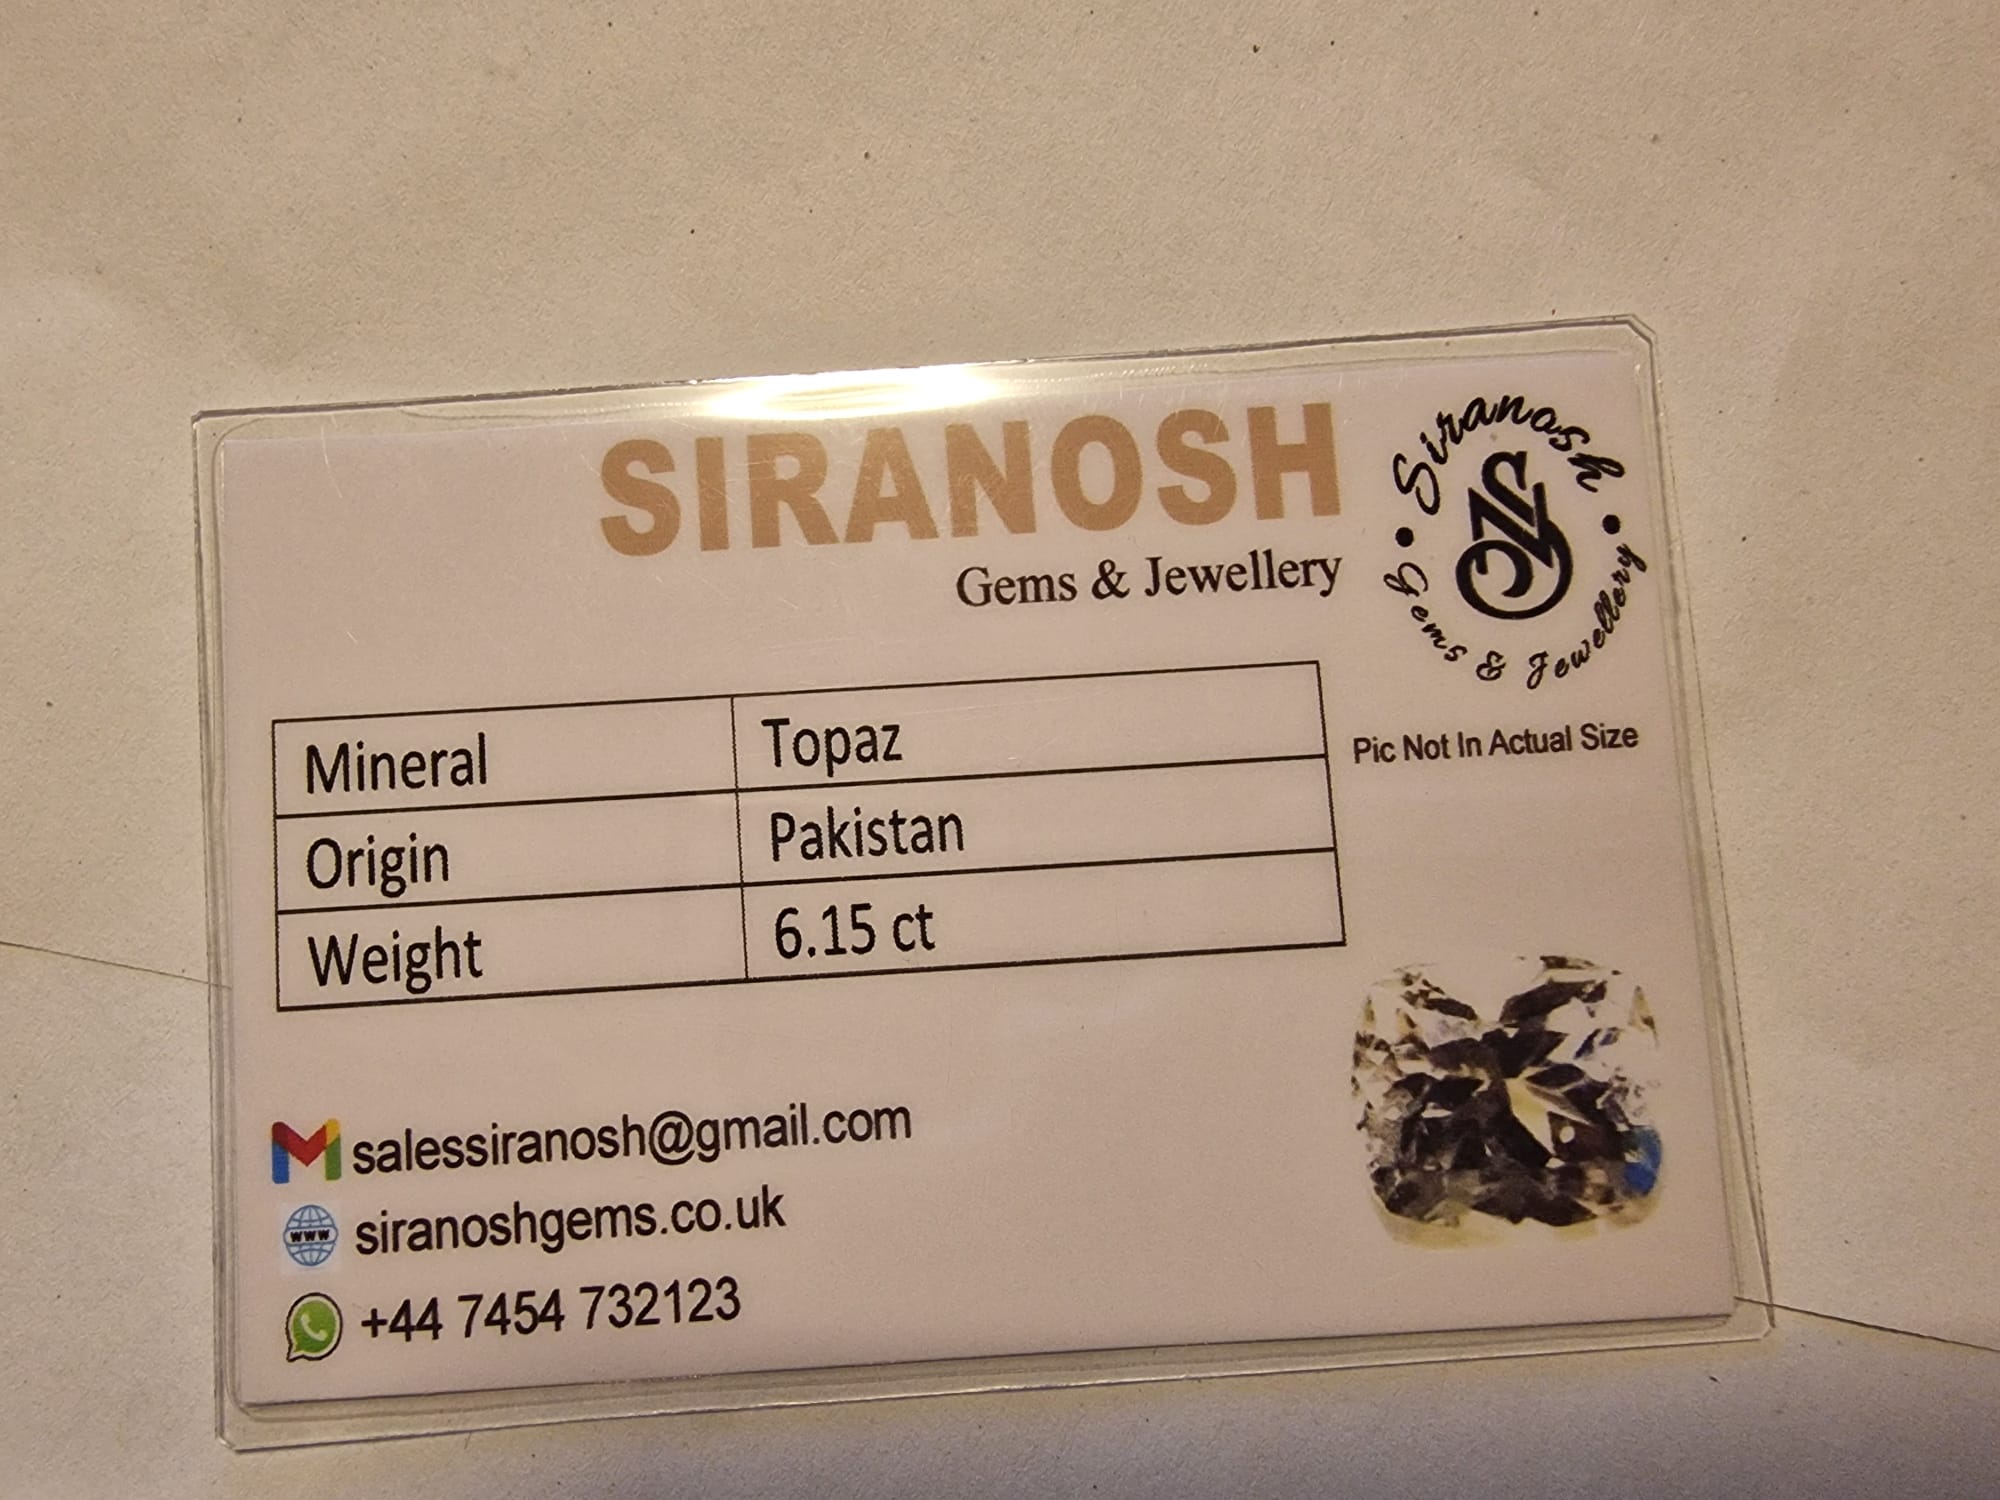 SIRANOSH
Gems & Jewellery
Siranosh
Gems & Jewellery
Pic Not In Actual Size
Mineral Topaz
Origin Pakistan
Weight 6.15 ct
salessiranosh@gmail.com
www siranoshgems.co.uk
+44 7454 732123